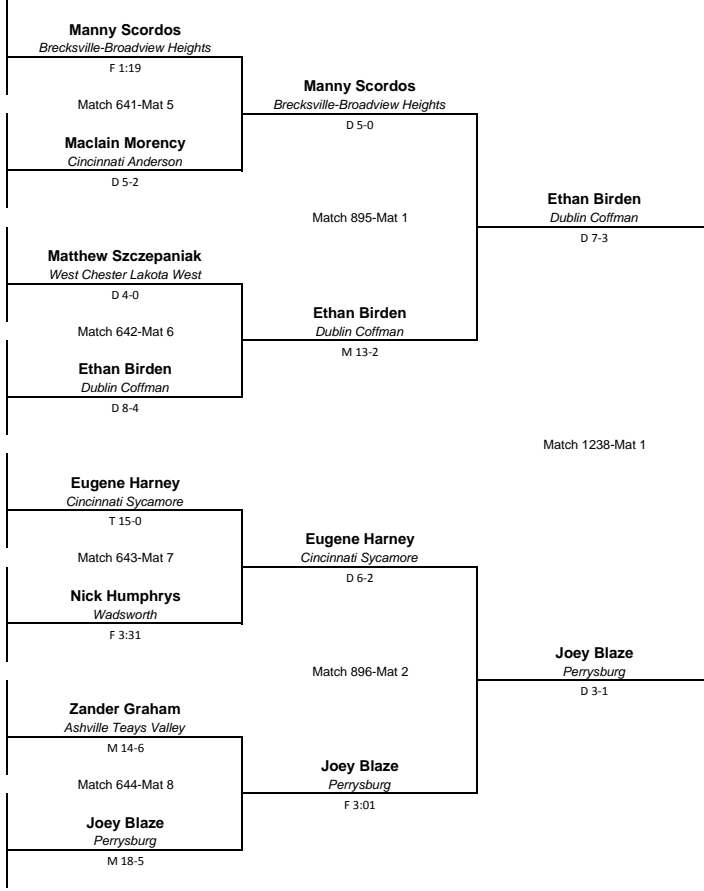 Manny Scordos
Brecksville-Broadview Heights
F 1:19
Match 641-Mat 5
Maclain Morency
Cincinnati Anderson
D 5-2
Matthew Szczepaniak
West Chester Lakota West
D 4-0
Match 642-Mat 6
Ethan Birden
Dublin Coffman
D 8-4
Eugene Harney
Cincinnati Sycamore
T 15-0
Match 643-Mat 7
Nick Humphrys
Wadsworth
F 3:31
Zander Graham
Ashville Teays Valley
M 14-6
Match 644-Mat 8
Joey Blaze
Perrysburg
M 18-5
Manny Scordos
Brecksville-Broadview Heights
D 5-0
Match 895-Mat 1
Ethan Birden
Dublin Coffman
M 13-2
Eugene Harney
Cincinnati Sycamore
D 6-2
Match 896-Mat 2
Joey Blaze
Perrysburg
F 3:01
Ethan Birden
Dublin Coffman
D 7-3
Match 1238-Mat 1
Joey Blaze
Perrysburg
D 3-1